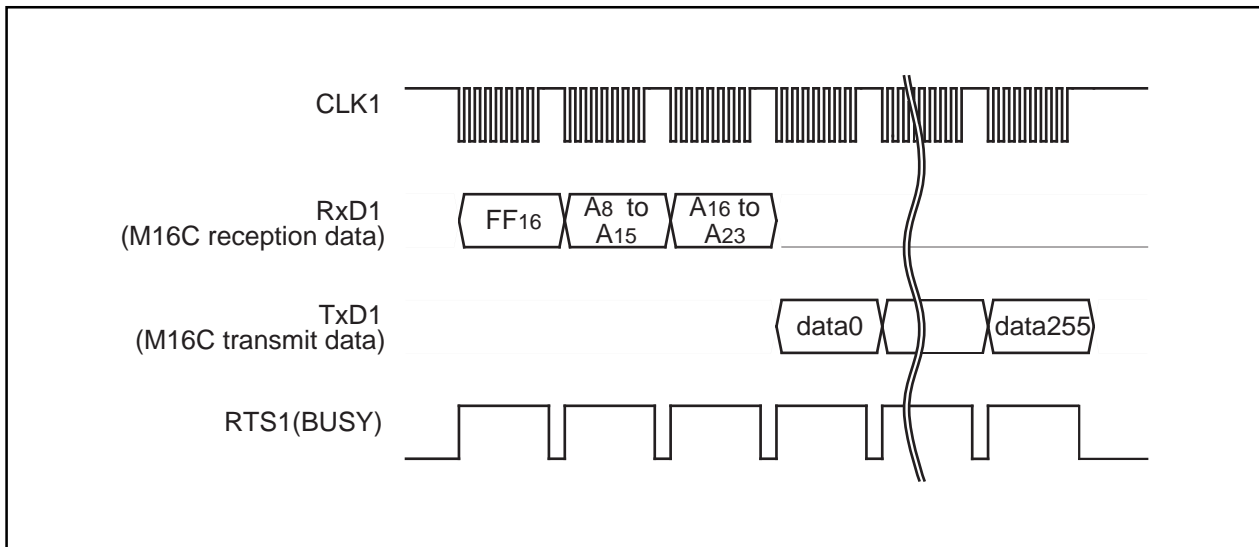 CLK1
RxD1
(M16C reception data)
FF16
A8 to
A15
A16 to
A23
TxD1
(M16C transmit data)
data0
data255
RTS1(BUSY)